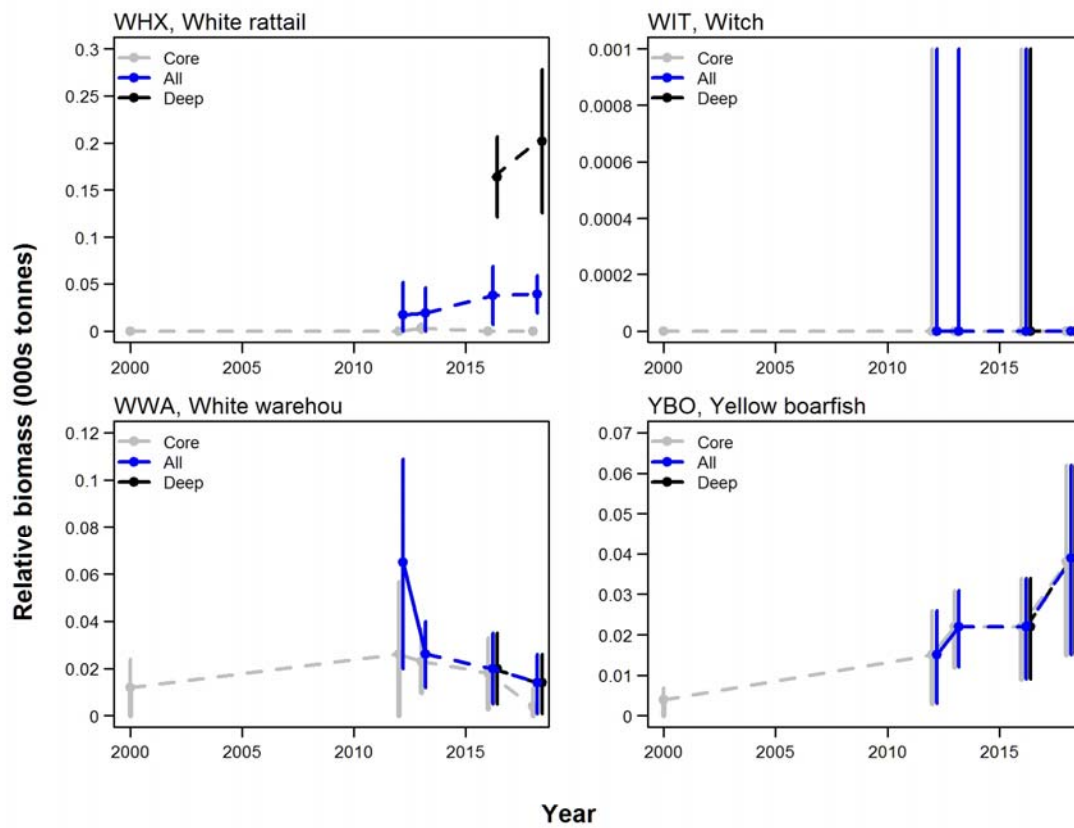 WHX, White rattail
0.3
0.25
0.2
0.15
0.1
0.05
0
Core
All
Deep
2000 2005 2010 2015
WIT, Witch
0.001
0.0008
0.0006
0.0004
0.0002
0
Core
All
Deep
2000 2005 2010 2015
WWA, White warehou
0.12
0.1
0.08
0.06
0.04
0.02
0
Core
All
Deep
2000 2005 2010 2015
YBO, Yellow boarfish
0.07
0.06
0.05
0.04
0.03
0.02
0.01
0
Core
All
Deep
2000 2005 2010 2015
Relative biomass (000s tonnes)
Year